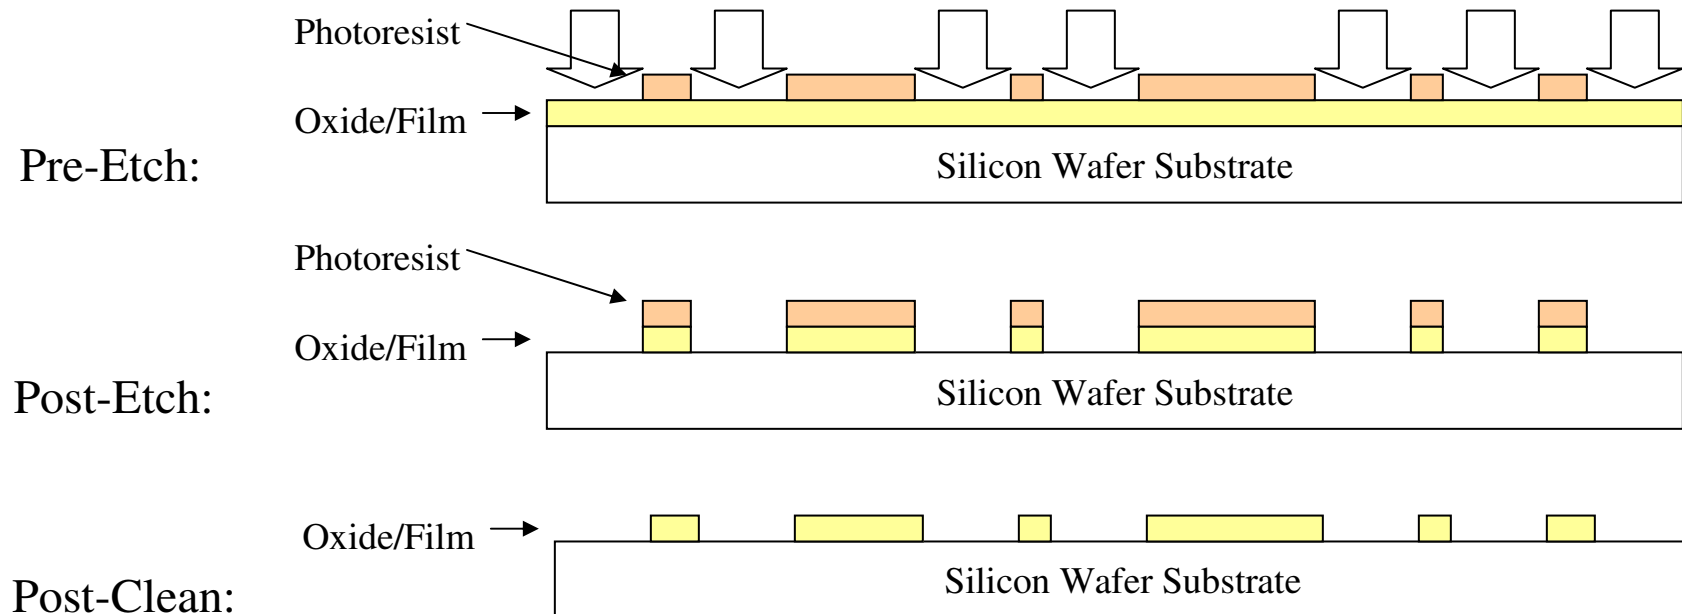 Photoresist
Oxide/Film
Pre-Etch:
Silicon Wafer Substrate
Photoresist
Oxide/Film
Post-Etch:
Silicon Wafer Substrate
Oxide/Film
Post-Clean:
Silicon Wafer Substrate